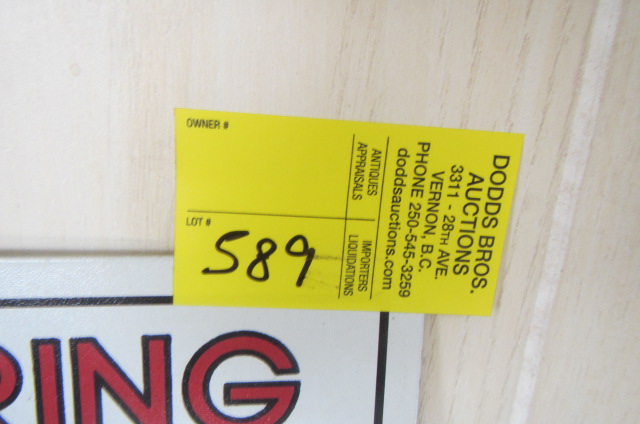 OWNER #
LOT #
589
ANTIQUES
APPRAISALS
IMPORTERS
LIQUIDATIONS
DODDS BROS.
AUCTIONS
3311 - 28TH AVE.
VERNON, B.C.
PHONE 250-545-3259
doddsauctions.com
RING